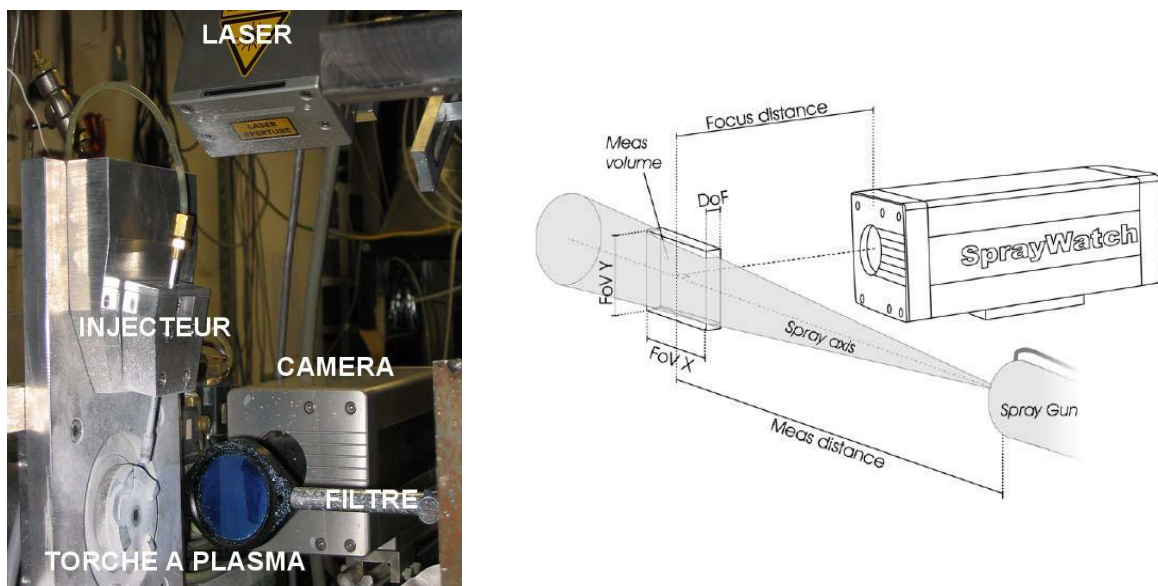 LASER
LASER
APERTURE
INJECTEUR
CAMERA
FILTRE
TORCHE A PLASMA
Focus distance
Meas
volume
DoF
SprayWatch
FoV Y
Spray axis
FoV X
Spray Gun
Meas distance